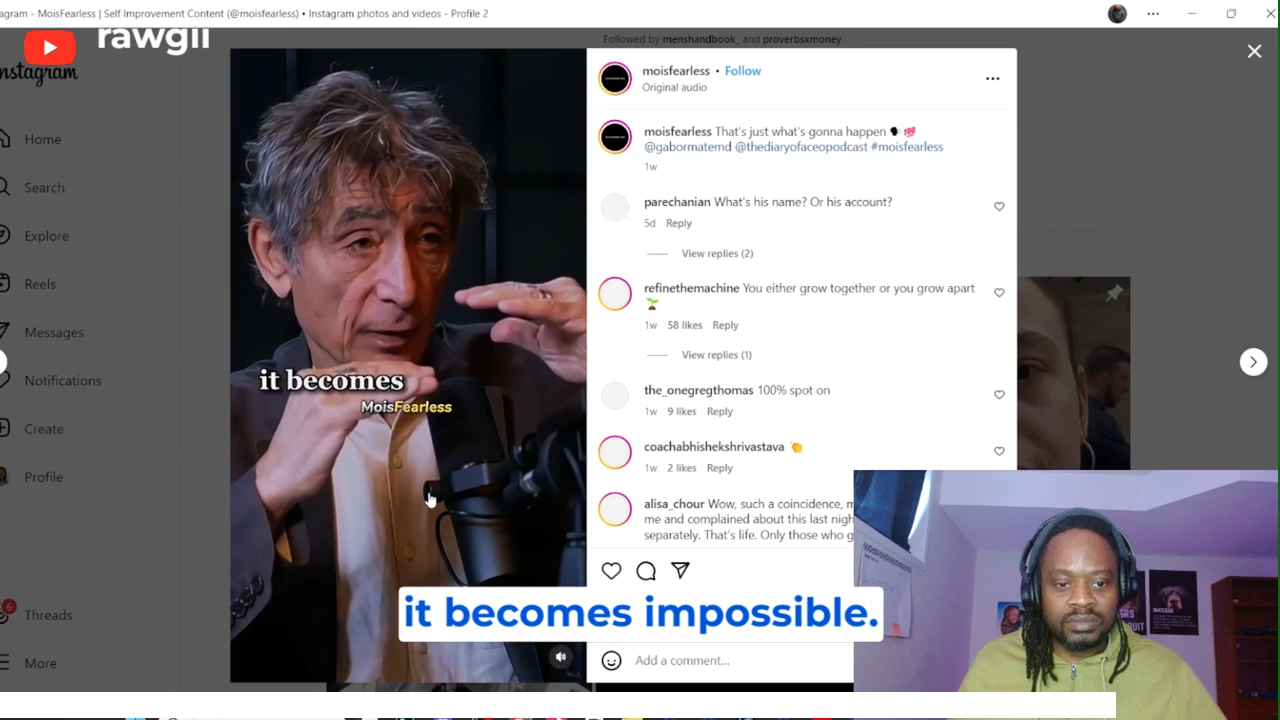 agram - MoisFearless | Self Improvement Content (@moisfearless) • Instagram photos and videos - Profile 2
rawgii
Instagram
Home
Search
Explore
Reels
Messages
Notifications
Create
Profile
6
Threads
More
Followed by menshandbook_ and proverbsxmoney
it becomes
MoisFearless
moisfearless • Follow
Original audio
moisfearless That's just what's gonna happen 🗣💯
@gabormatemd @thediaryofaceopodcast #moisfearless
1w
parechanian What's his name? Or his account?
5d Reply
View replies (2)
refinethemachine You either grow together or you grow apart
🌱
1w 58 likes Reply
View replies (1)
the_onegregthomas 100% spot on
1w 9 likes Reply
coachabhishekshrivastava 👏
1w 2 likes Reply
alisa_chour Wow, such a coincidence, m
me and complained about this last nigh
separately. That's life. Only those who g
it becomes impossible.
Add a comment...
SUCCESS